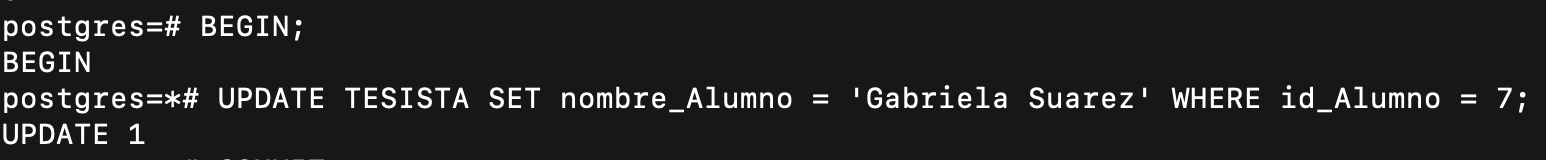 postgres=# BEGIN;
BEGIN
postgres=*# UPDATE TESISTA SET nombre_Alumno = 'Gabriela Suarez' WHERE id_Alumno = 7;
UPDATE 1